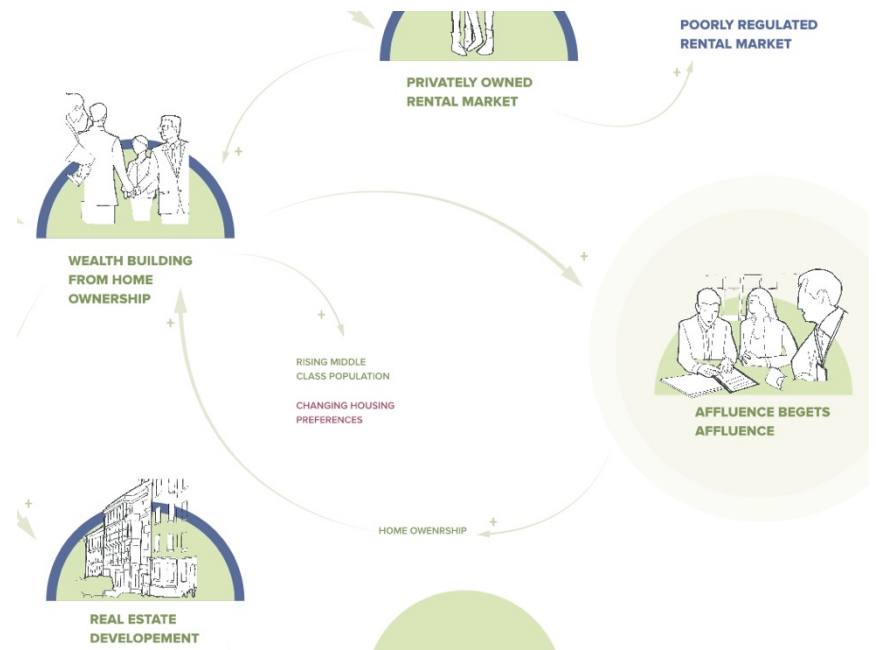 POORLY REGULATED
RENTAL MARKET
+
PRIVATELY OWNED
RENTAL MARKET
+
WEALTH BUILDING
FROM HOME
OWNERSHIP
+
+
+
RISING MIDDLE
CLASS POPULATION
CHANGING HOUSING
PREFERENCES
AFFLUENCE BEGETS
AFFLUENCE
+
HOME OWENRSHIP
+
REAL ESTATE
DEVELOPEMENT